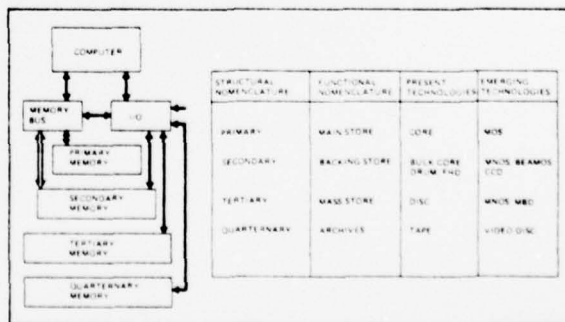 COMPUTER
MEMORY
BUS
I/O
PRIMARY
MEMORY
SECONDARY
MEMORY
TERTIARY
MEMORY
QUARTERNARY
MEMORY
STRUCTURAL NOMENCLATURE FUNCTIONAL NOMENCLATURE PRESENT TECHNOLOGIES EMERGING TECHNOLOGIES
PRIMARY MAIN STORE CORE MOS
SECONDARY BACKING STORE BULK CORE DRUM, FHD MNOS, BEAMOS, CCD
TERTIARY MASS STORE DISC MNOS, MBD
QUARTERNARY ARCHIVES TAPE VIDEO DISC